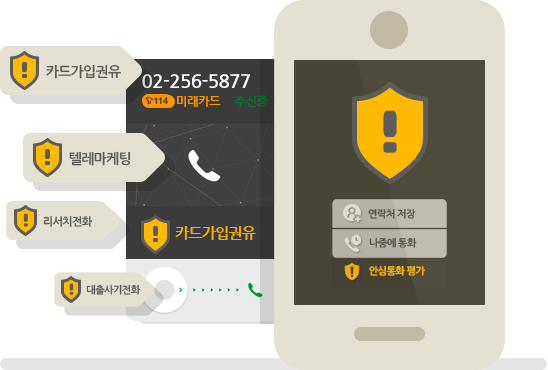 카드가입권유
02-256-5877
114 미래카드 수신중
텔레마케팅
리서치전화
카드가입권유
대출사기전화
연락처 저장
나중에 통화
안심통화 평가